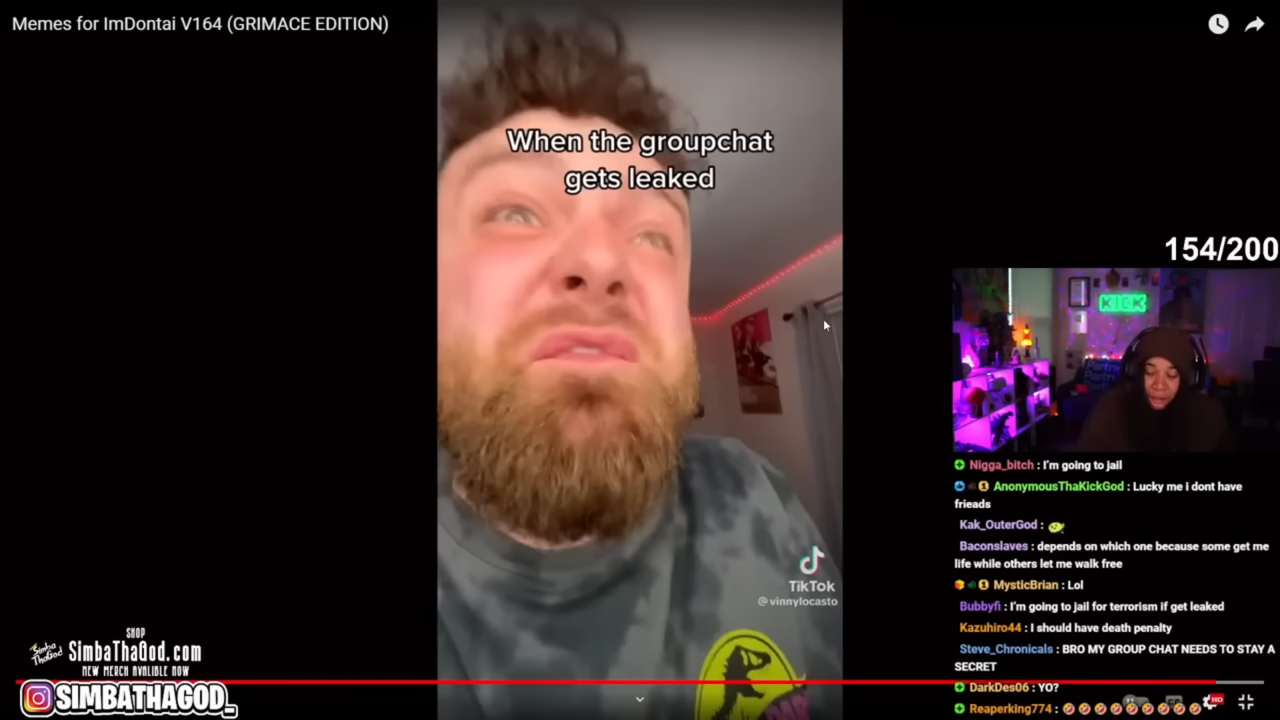 Memes for ImDontai V164 (GRIMACE EDITION)
When the groupchat
gets leaked
154/200
KICK
Nigga_bitch : I'm going to jail
AnonymousThaKickGod : Lucky me i dont have
frieads
Kak_OuterGod :
Baconslaves : depends on which one because some get me
life while others let me walk free
MysticBrian : Lol
Bubbyfi : I'm going to jail for terrorism if get leaked
Kazuhiro44 : I should have death penalty
Steve_Chronicals : BRO MY GROUP CHAT NEEDS TO STAY A
SECRET
DarkDes06 : YO?
Reaperking774 :
TikTok
@vinnylocasto
SHOP
Simba ThaGod
SimbaThaGod.com
NEW MERCH AVALIBLE NOW
SIMBATHAGOD_
HD